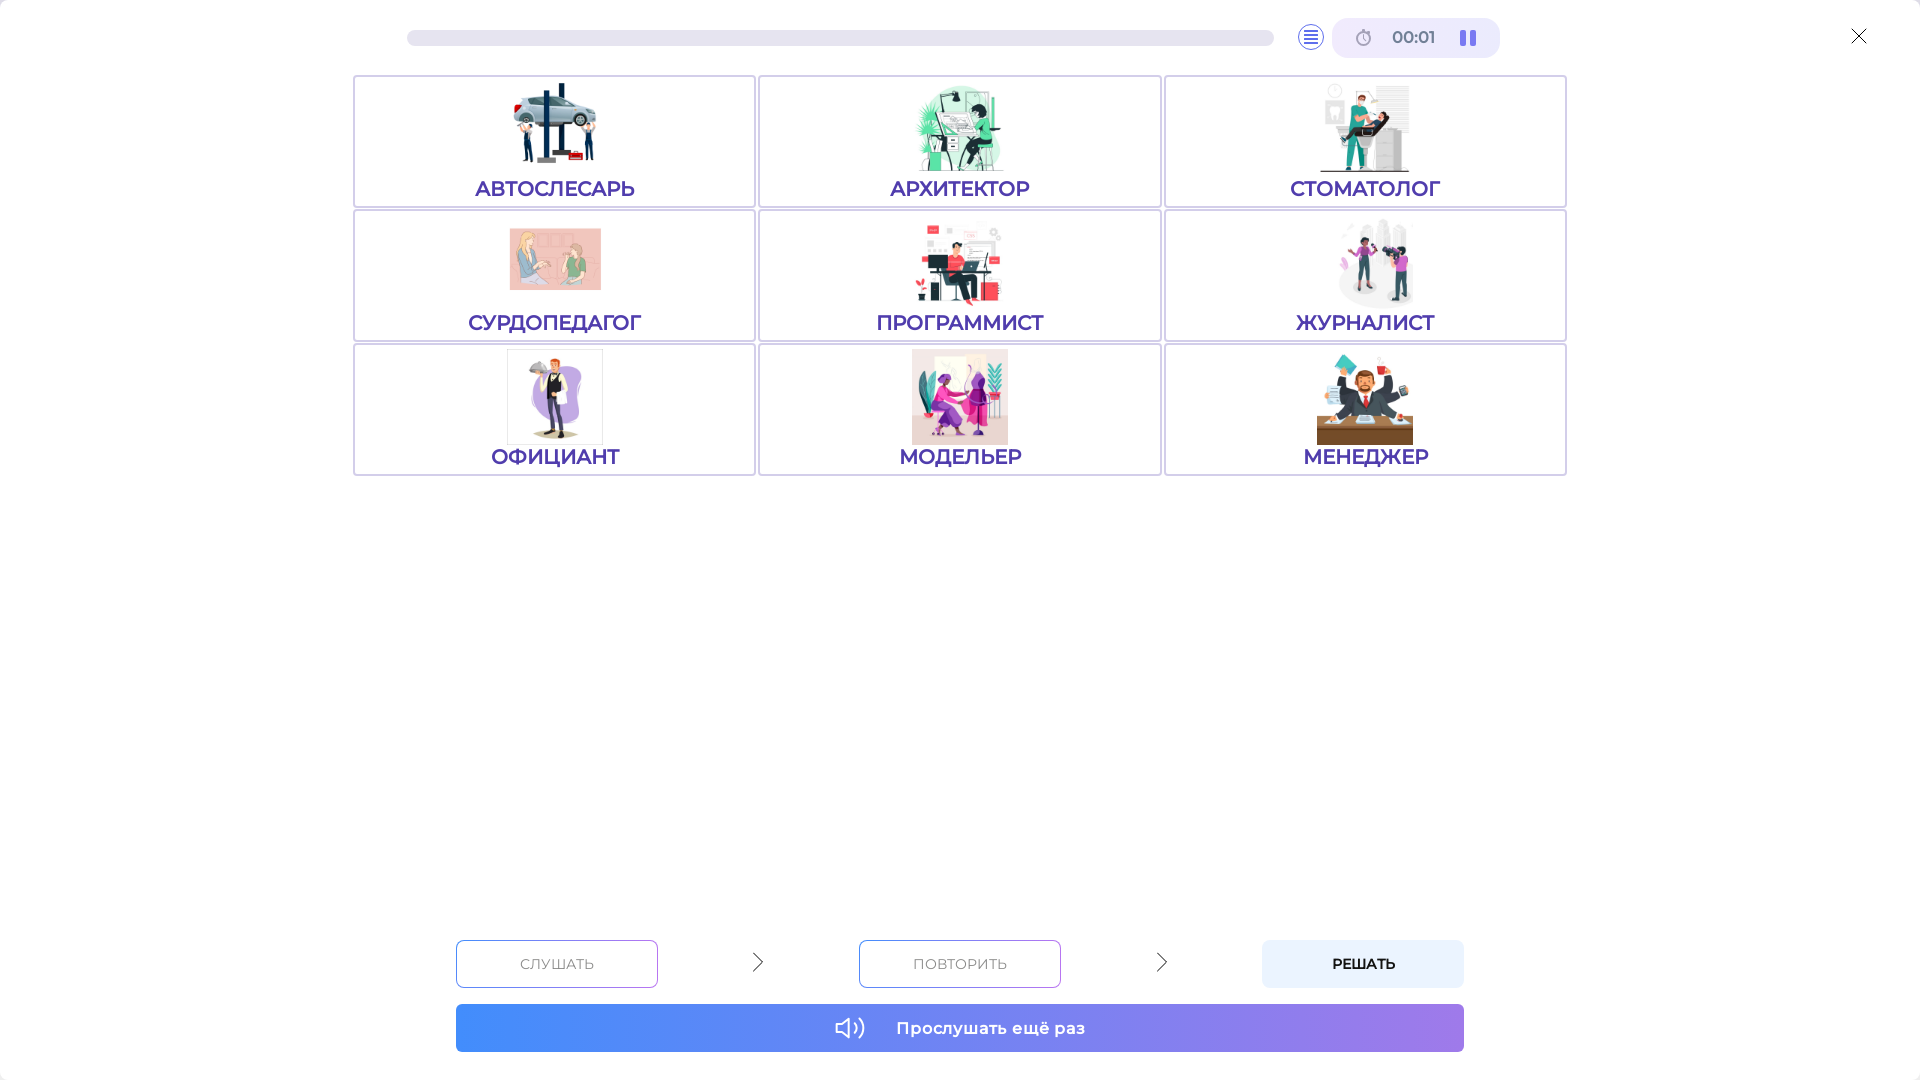 00:01
АВТОСЛЕСАРЬ
АРХИТЕКТОР
СТОМАТОЛОГ
СУРДОПЕДАГОГ
ПРОГРАММИСТ
ЖУРНАЛИСТ
ОФИЦИАНТ
МОДЕЛЬЕР
МЕНЕДЖЕР
СЛУШАТЬ
ПОВТОРИТЬ
РЕШАТЬ
Прослушать ещё раз